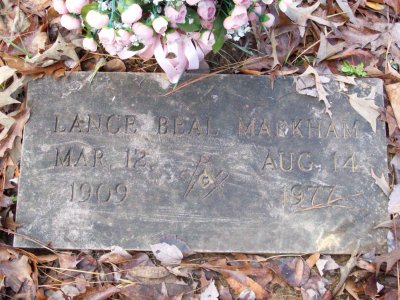 LANCE BEAL MARKHAM
MAR. 12, AUG. 14
1909 1977